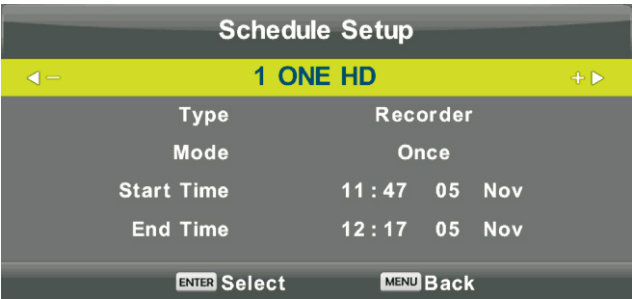 Schedule Setup
− 1 ONE HD +
Type Recorder
Mode Once
Start Time 11 : 47 05 Nov
End Time 12 : 17 05 Nov
ENTER Select MENU Back